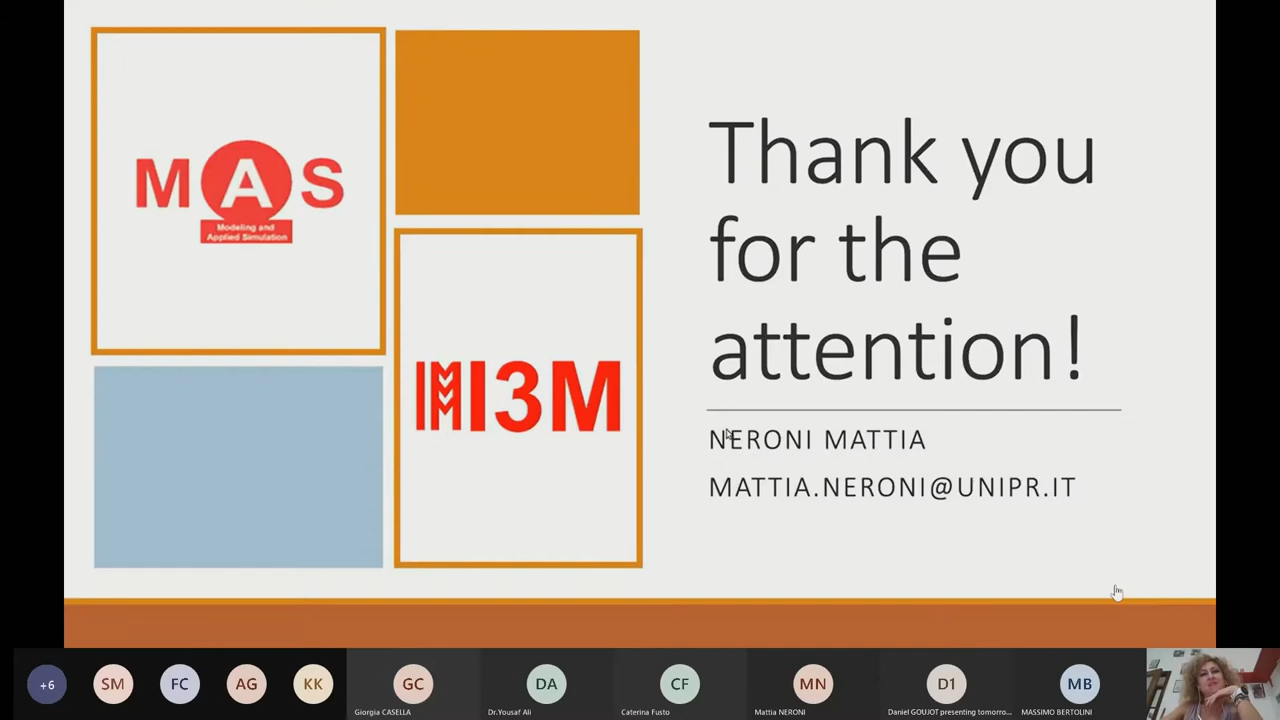 MAS
Modeling and
Applied Simulation
I3M
Thank you
for the
attention!
NERONI MATTIA
MATTIA.NERONI@UNIPR.IT
+6
SM
FC
AG
KK
GC
Giorgia CASELLA
DA
Dr.Yousaf Ali
CF
Caterina Fusto
MN
Mattia NERONI
D1
Daniel GOUJOT presenting tomorro...
MB
MASSIMO BERTOLINI